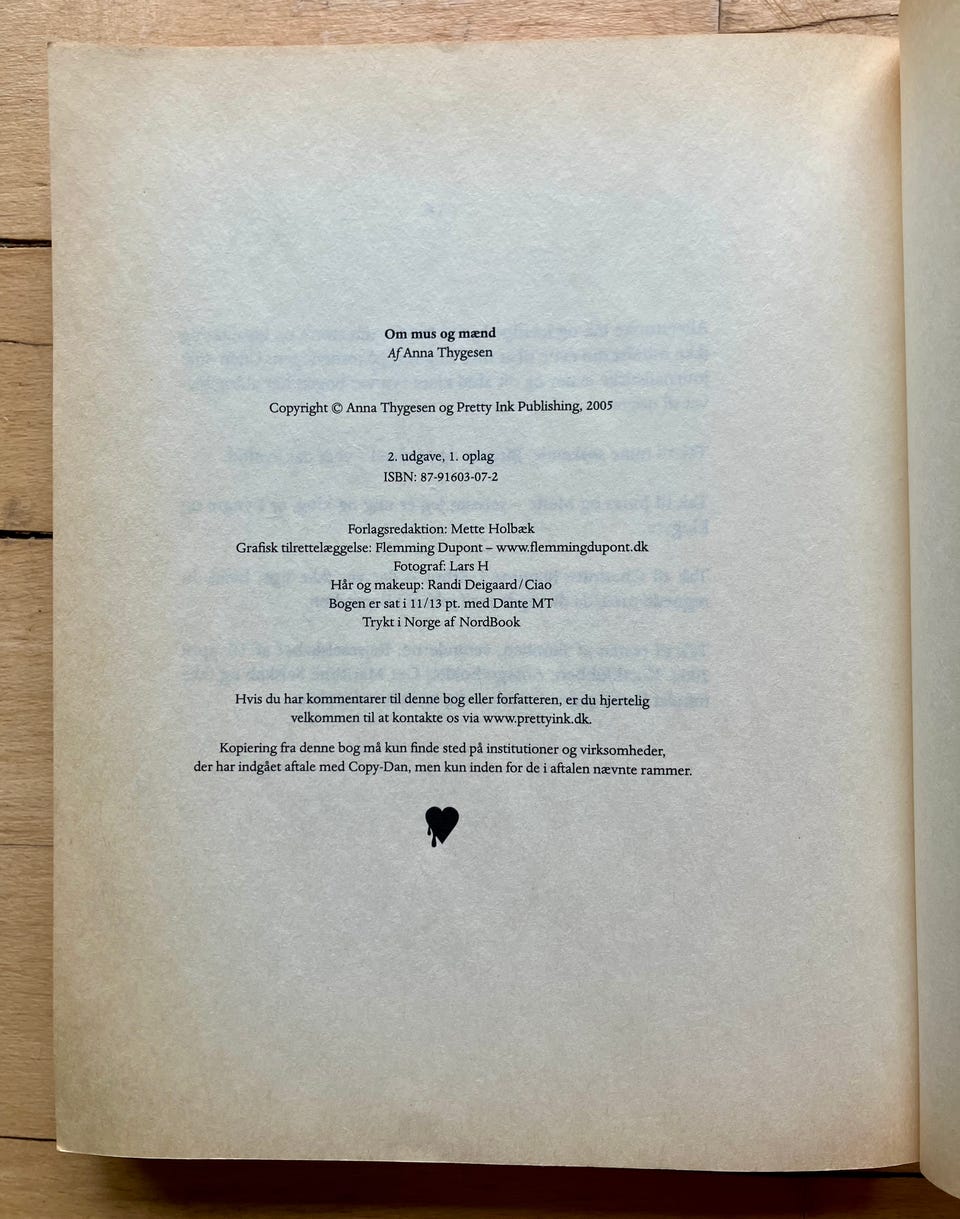 Om mus og mænd
Af Anna Thygesen
Copyright © Anna Thygesen og Pretty Ink Publishing, 2005
2. udgave, 1. oplag
ISBN: 87-91603-07-2
Forlagsredaktion: Mette Holbæk
Grafisk tilrettelæggelse: Flemming Dupont – www.flemmingdupont.dk
Fotograf: Lars H
Hår og makeup: Randi Deigaard/Ciao
Bogen er sat i 11/13 pt. med Dante MT
Trykt i Norge af NordBook
Hvis du har kommentarer til denne bog eller forfatteren, er du hjertelig
velkommen til at kontakte os via www.prettyink.dk.
Kopiering fra denne bog må kun finde sted på institutioner og virksomheder,
der har indgået aftale med Copy-Dan, men kun inden for de i aftalen nævnte rammer.